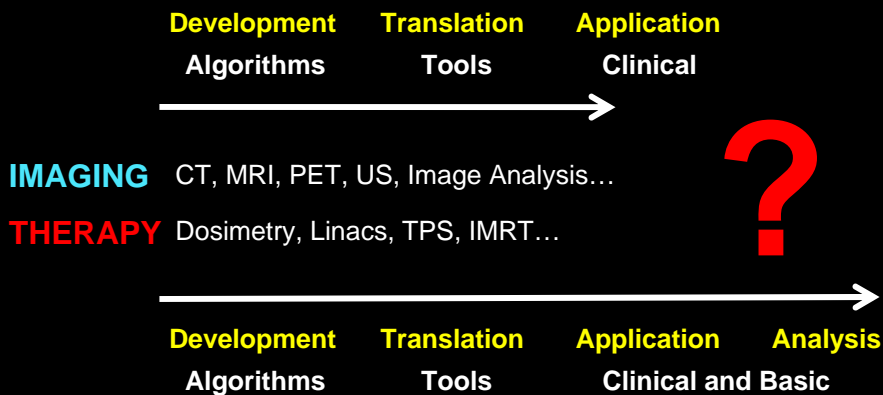 Development Translation Application
Algorithms Tools Clinical
?
IMAGING CT, MRI, PET, US, Image Analysis…
THERAPY Dosimetry, Linacs, TPS, IMRT…
Development Translation Application Analysis
Algorithms Tools Clinical and Basic